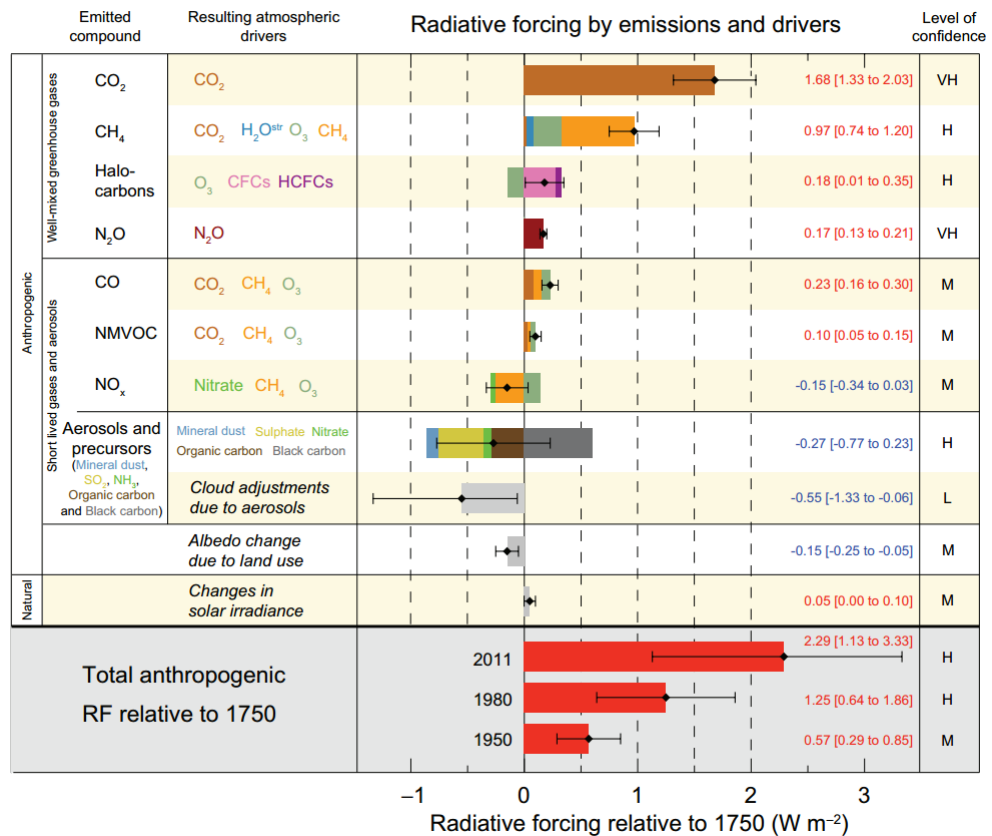 Emitted compound
Resulting atmospheric drivers
Radiative forcing by emissions and drivers
Level of confidence
Anthropogenic
Well-mixed greenhouse gases
CO₂
CO₂
1.68 [1.33 to 2.03]
VH
CH₄
CO₂ H₂Oˢᵗʳ O₃ CH₄
0.97 [0.74 to 1.20]
H
Halo-
carbons
O₃ CFCs HCFCs
0.18 [0.01 to 0.35]
H
N₂O
N₂O
0.17 [0.13 to 0.21]
VH
Short lived gases and aerosols
CO
CO₂ CH₄ O₃
0.23 [0.16 to 0.30]
M
NMVOC
CO₂ CH₄ O₃
0.10 [0.05 to 0.15]
M
NOₓ
Nitrate CH₄ O₃
-0.15 [-0.34 to 0.03]
M
Aerosols and
precursors
(Mineral dust,
SO₂, NH₃,
Organic carbon
and Black carbon)
Mineral dust Sulphate Nitrate
Organic carbon Black carbon
-0.27 [-0.77 to 0.23]
H
Cloud adjustments
due to aerosols
-0.55 [-1.33 to -0.06]
L
Albedo change
due to land use
-0.15 [-0.25 to -0.05]
M
Natural
Changes in
solar irradiance
0.05 [0.00 to 0.10]
M
Total anthropogenic
RF relative to 1750
2011
2.29 [1.13 to 3.33]
H
1980
1.25 [0.64 to 1.86]
H
1950
0.57 [0.29 to 0.85]
M
−1 0 1 2 3
Radiative forcing relative to 1750 (W m⁻²)